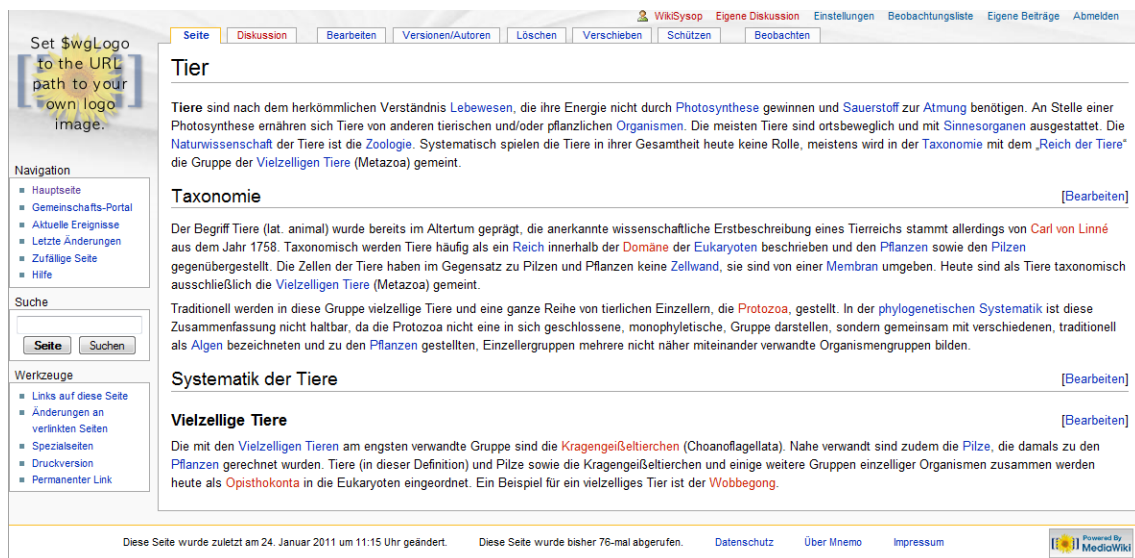 WikiSysop Eigene Diskussion Einstellungen Beobachtungsliste Eigene Beiträge Abmelden
Set $wgLogo
to the URL
path to your
own logo
image.
Seite Diskussion Bearbeiten Versionen/Autoren Löschen Verschieben Schützen Beobachten
Tier
Tiere sind nach dem herkömmlichen Verständnis Lebewesen, die ihre Energie nicht durch Photosynthese gewinnen und Sauerstoff zur Atmung benötigen. An Stelle einer
Photosynthese ernähren sich Tiere von anderen tierischen und/oder pflanzlichen Organismen. Die meisten Tiere sind ortsbeweglich und mit Sinnesorganen ausgestattet. Die
Naturwissenschaft der Tiere ist die Zoologie. Systematisch spielen die Tiere in ihrer Gesamtheit heute keine Rolle, meistens wird in der Taxonomie mit dem „Reich der Tiere“
die Gruppe der Vielzelligen Tiere (Metazoa) gemeint.
Taxonomie [Bearbeiten]
Der Begriff Tiere (lat. animal) wurde bereits im Altertum geprägt, die anerkannte wissenschaftliche Erstbeschreibung eines Tierreichs stammt allerdings von Carl von Linné
aus dem Jahr 1758. Taxonomisch werden Tiere häufig als ein Reich innerhalb der Domäne der Eukaryoten beschrieben und den Pflanzen sowie den Pilzen
gegenübergestellt. Die Zellen der Tiere haben im Gegensatz zu Pilzen und Pflanzen keine Zellwand, sie sind von einer Membran umgeben. Heute sind als Tiere taxonomisch
ausschließlich die Vielzelligen Tiere (Metazoa) gemeint.
Traditionell werden in diese Gruppe vielzellige Tiere und eine ganze Reihe von tierlichen Einzellern, die Protozoa, gestellt. In der phylogenetischen Systematik ist diese
Zusammenfassung nicht haltbar, da die Protozoa nicht eine in sich geschlossene, monophyletische, Gruppe darstellen, sondern gemeinsam mit verschiedenen, traditionell
als Algen bezeichneten und zu den Pflanzen gestellten, Einzellergruppen mehrere nicht näher miteinander verwandte Organismengruppen bilden.
Systematik der Tiere [Bearbeiten]
Vielzellige Tiere [Bearbeiten]
Die mit den Vielzelligen Tieren am engsten verwandte Gruppe sind die Kragengeißeltierchen (Choanoflagellata). Nahe verwandt sind zudem die Pilze, die damals zu den
Pflanzen gerechnet wurden. Tiere (in dieser Definition) und Pilze sowie die Kragengeißeltierchen und einige weitere Gruppen einzelliger Organismen zusammen werden
heute als Opisthokonta in die Eukaryoten eingeordnet. Ein Beispiel für ein vielzelliges Tier ist der Wobbegong.
Navigation
Hauptseite
Gemeinschafts-Portal
Aktuelle Ereignisse
Letzte Änderungen
Zufällige Seite
Hilfe
Suche
Seite Suchen
Werkzeuge
Links auf diese Seite
Änderungen an
verlinkten Seiten
Spezialseiten
Druckversion
Permanenter Link
Diese Seite wurde zuletzt am 24. Januar 2011 um 11:15 Uhr geändert. Diese Seite wurde bisher 76-mal abgerufen. Datenschutz Über Mnemo Impressum
Powered By
MediaWiki